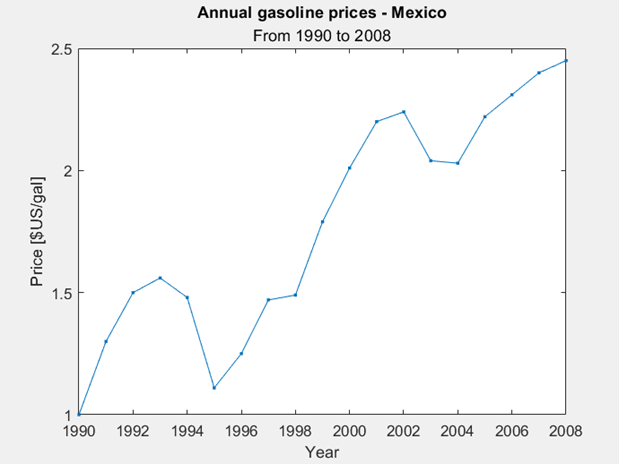 Annual gasoline prices - Mexico
From 1990 to 2008
Price [$US/gal]
2.5
2
1.5
1
1990 1992 1994 1996 1998 2000 2002 2004 2006 2008
Year